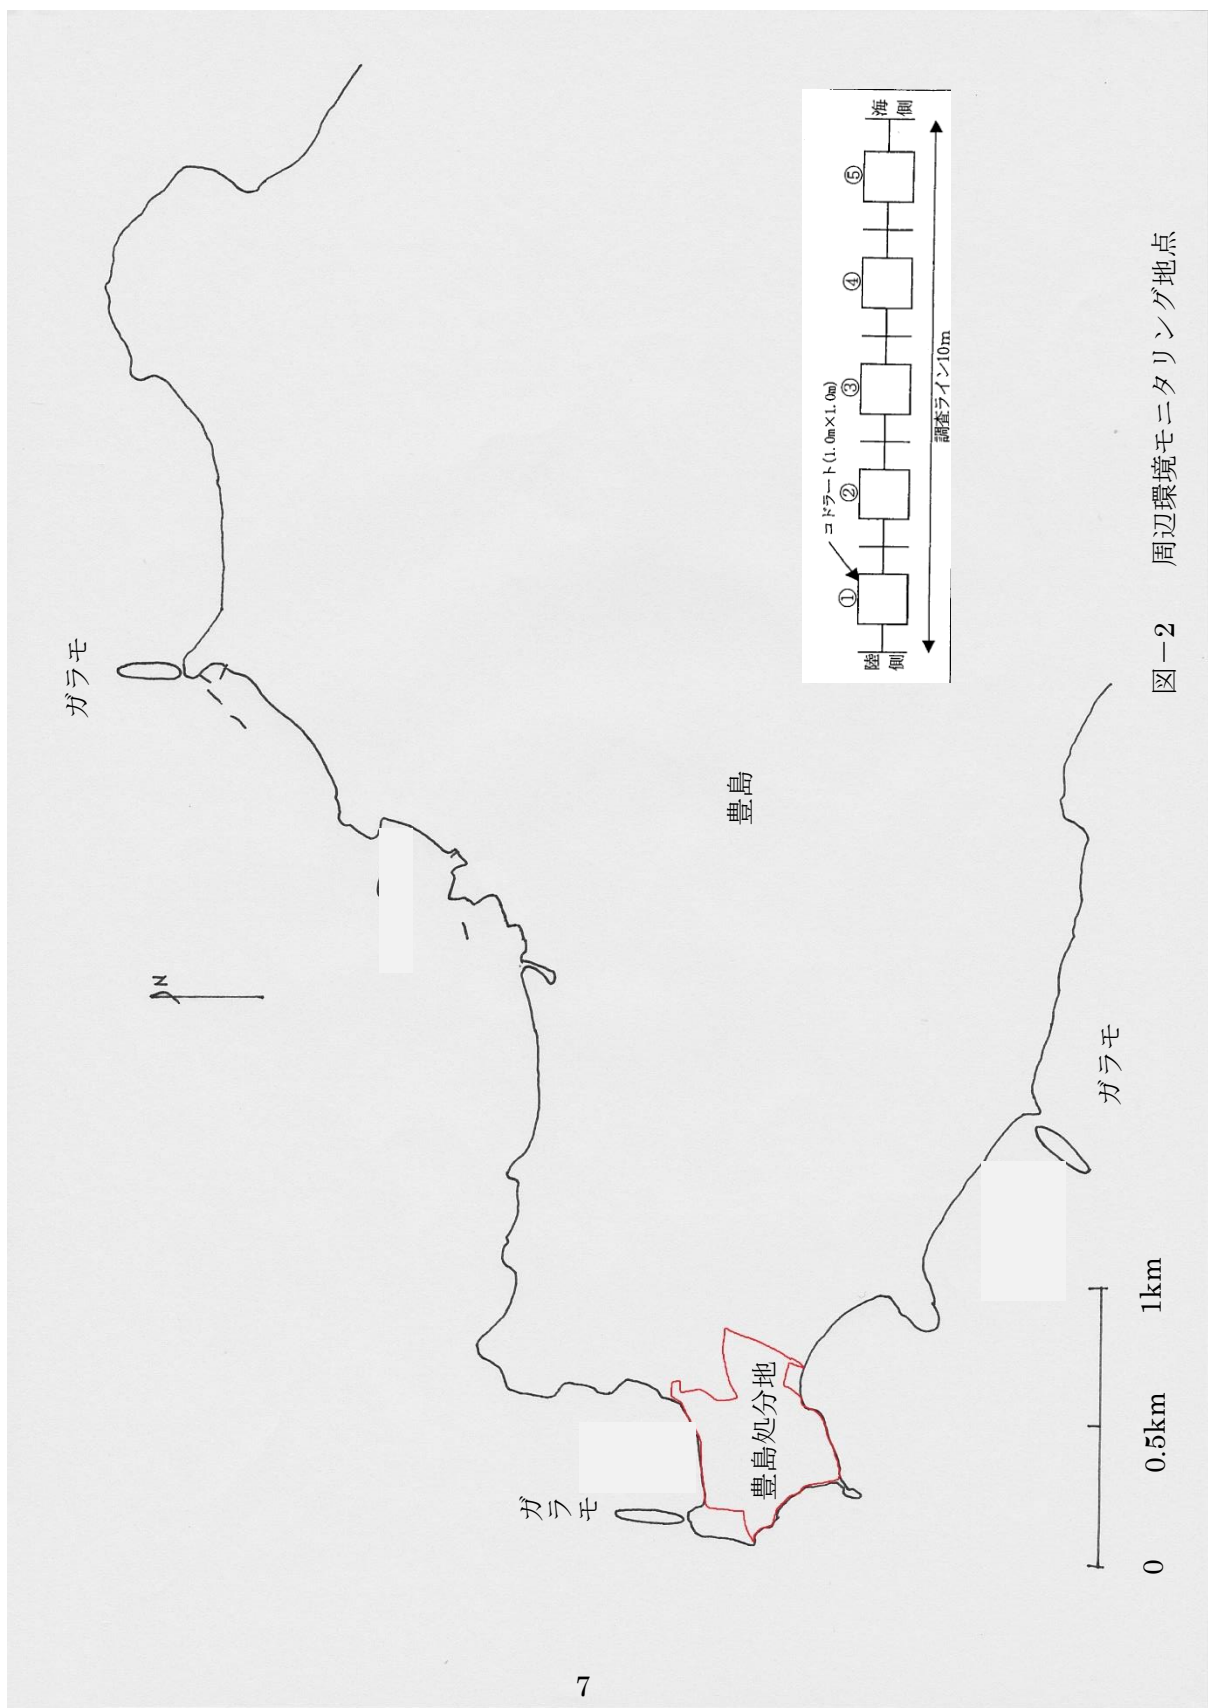 ガラモ
N
豊島
ガラモ
ガラモ
豊島処分地
コドラート(1.0m×1.0m)
① ② ③ ④ ⑤
陸側
海側
調査ライン10m
0 0.5km 1km
図－2 周辺環境モニタリング地点
7